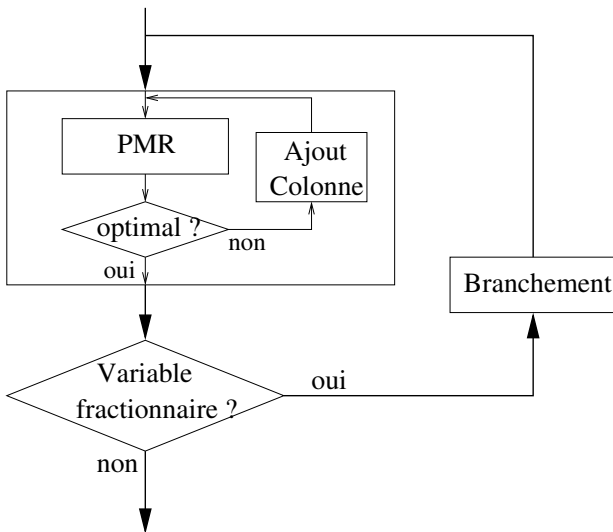 PMR
Ajout
Colonne
optimal ?
non
oui
Branchement
Variable
fractionnaire ?
oui
non